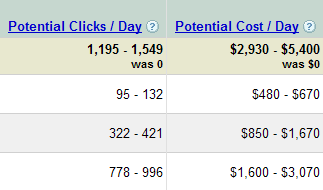 Potential Clicks / Day ? Potential Cost / Day ?
1,195 - 1,549 $2,930 - $5,400
was 0 was $0
95 - 132 $480 - $670
322 - 421 $850 - $1,670
778 - 996 $1,600 - $3,070